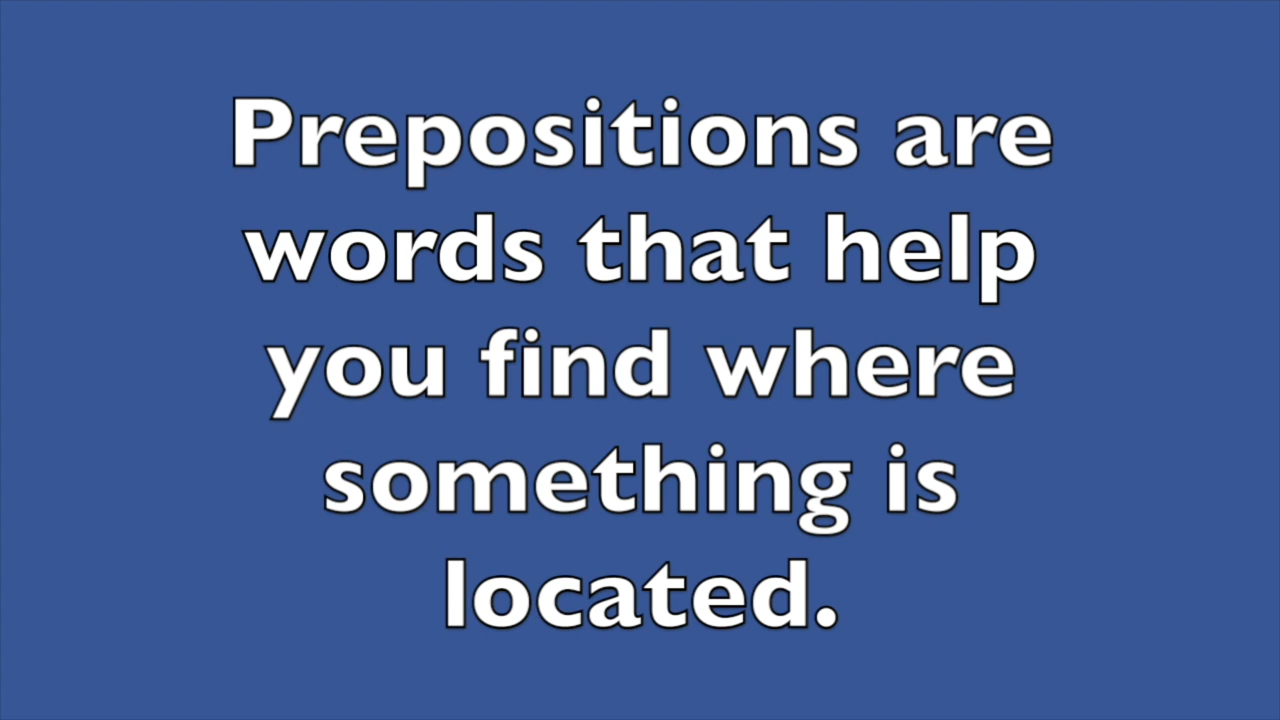 Prepositions are
words that help
you find where
something is
located.